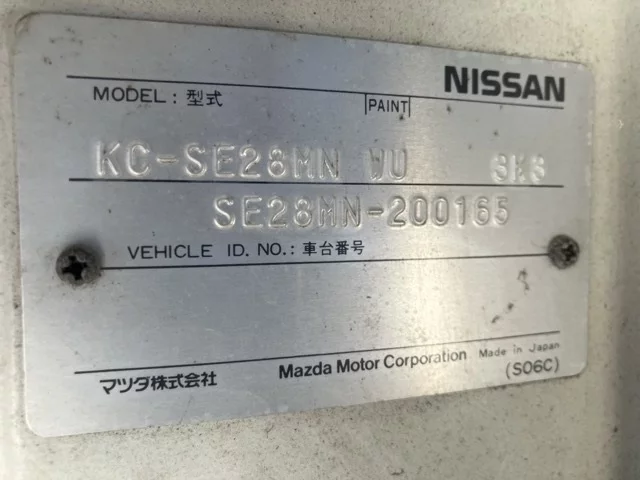 NISSAN
MODEL: 型式 PAINT
KC-SE28MN WU 3K3
SE28MN-200165
VEHICLE ID. NO.: 車台番号
マツダ株式会社 Mazda Motor Corporation Made in Japan
(S06C)